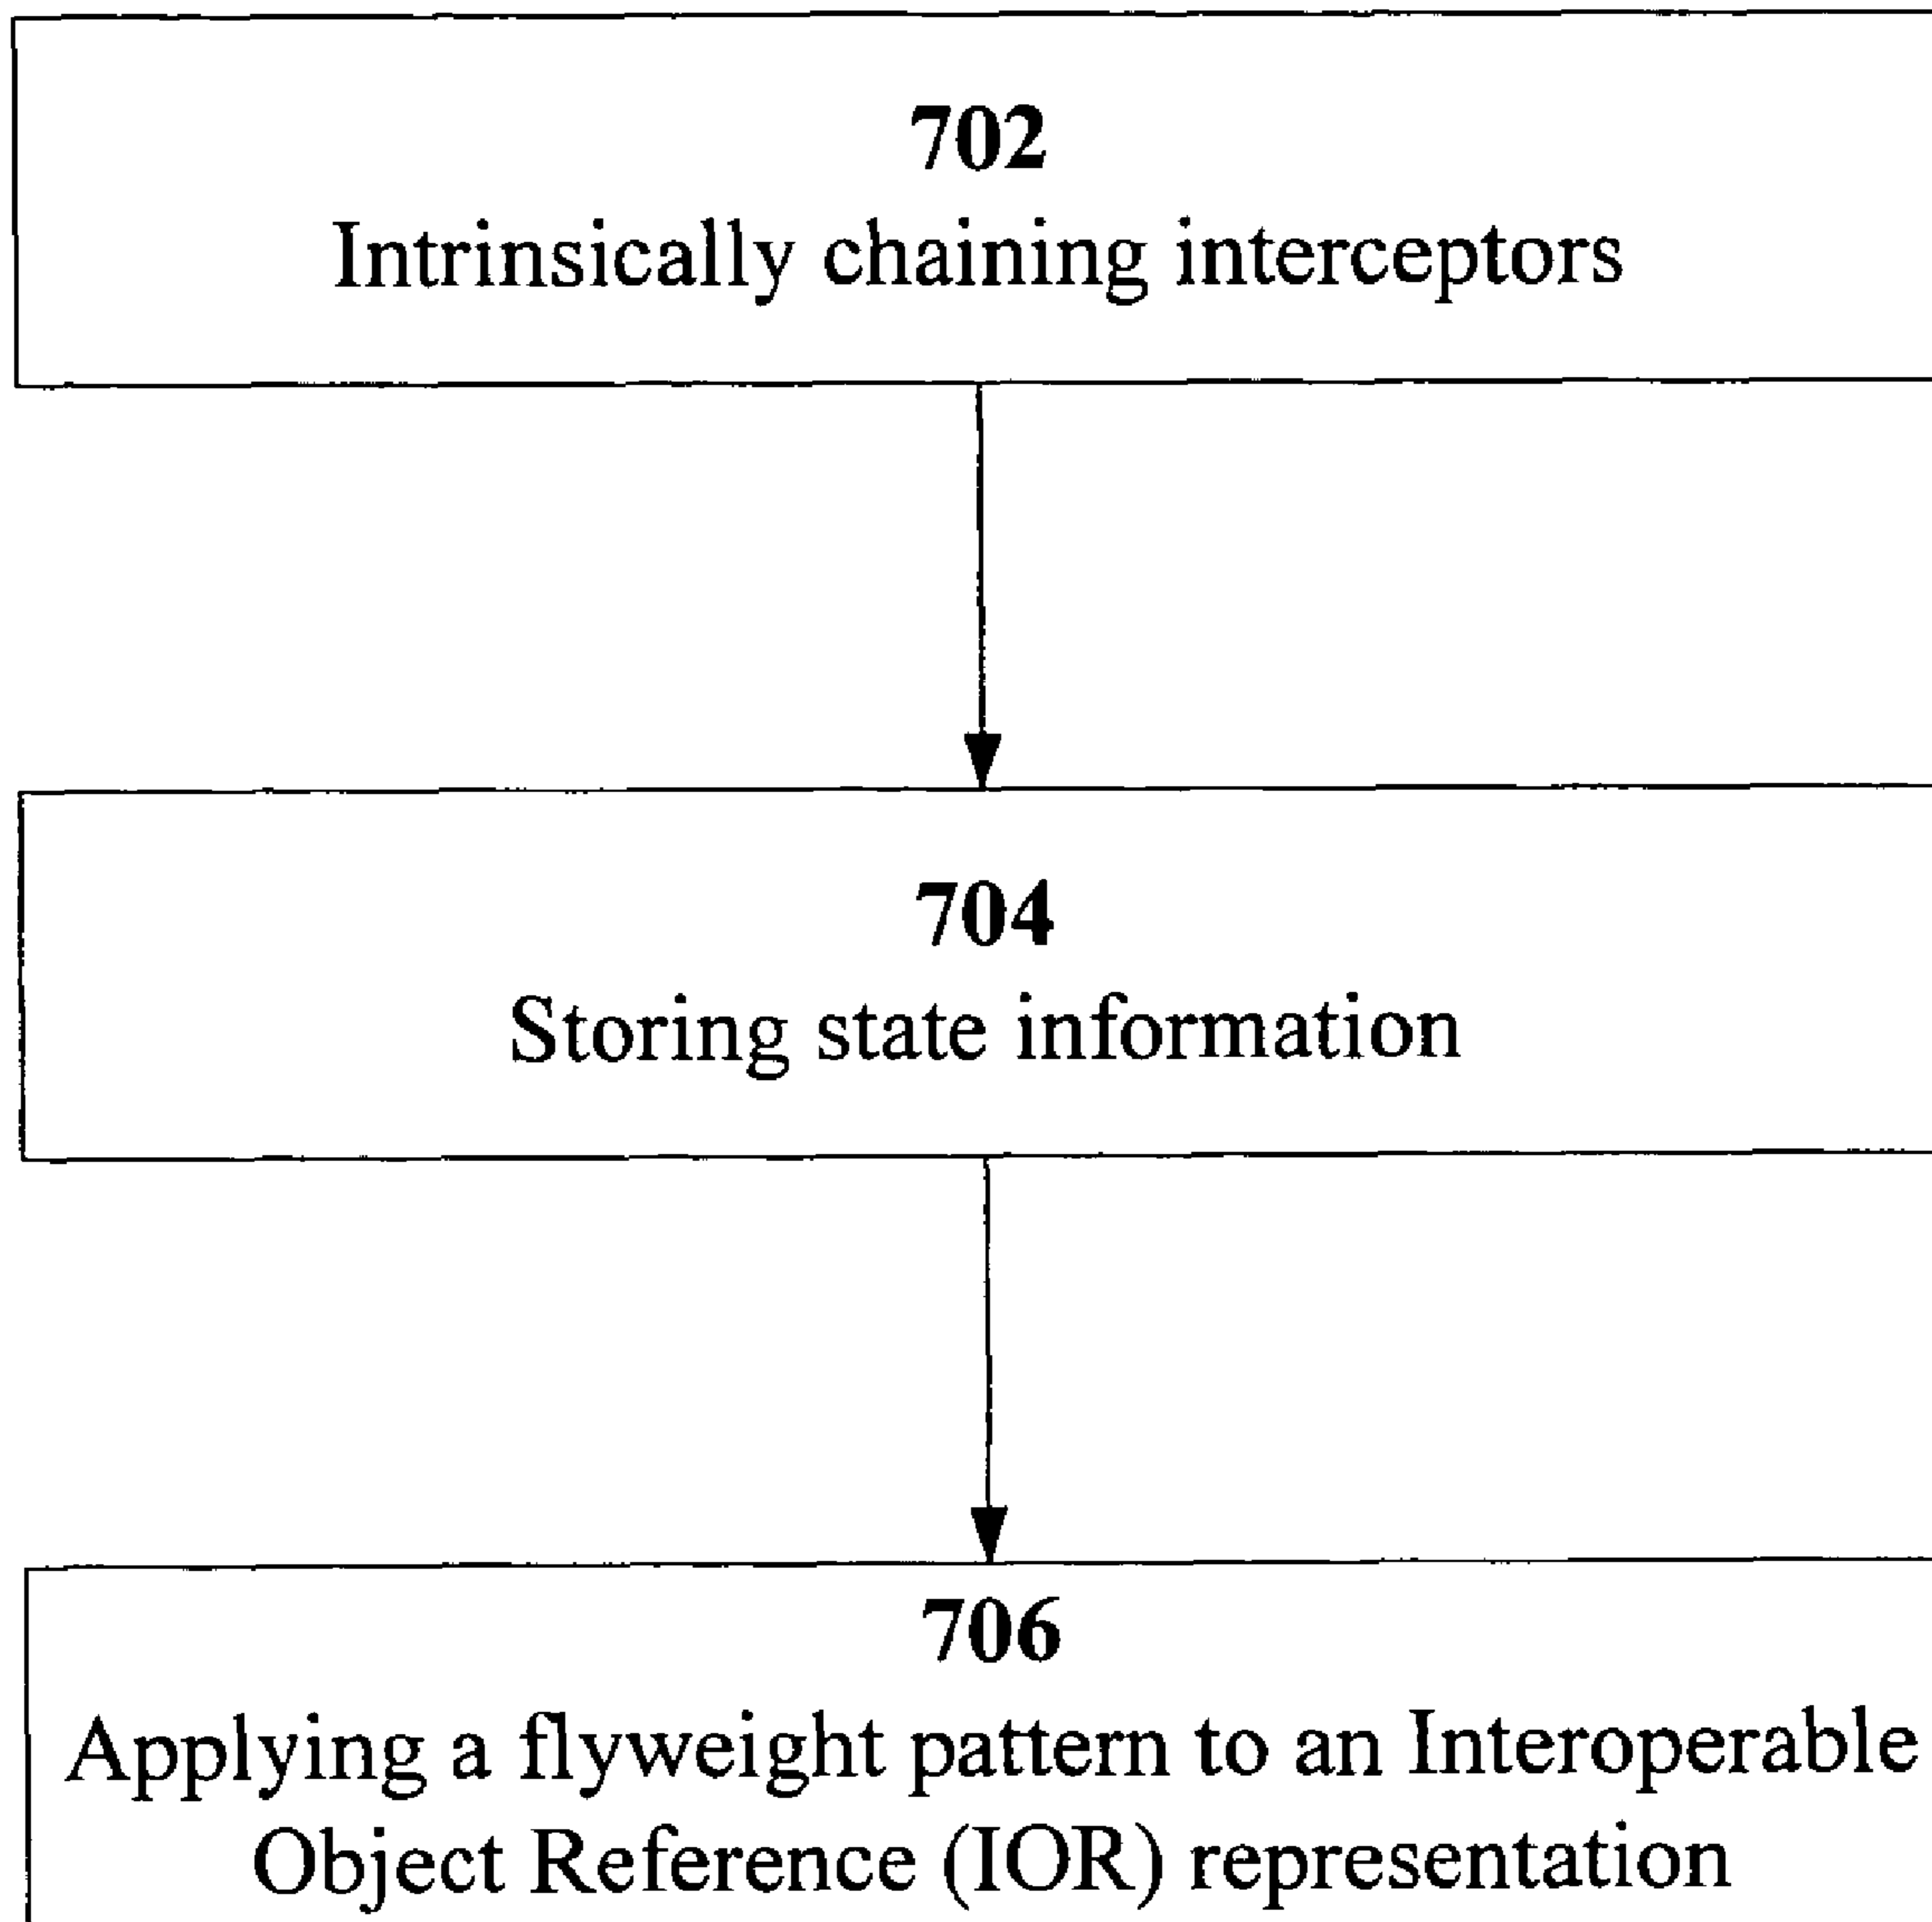 702
Intrinsically chaining interceptors
704
Storing state information
706
Applying a flyweight pattern to an Interoperable
Object Reference (IOR) representation